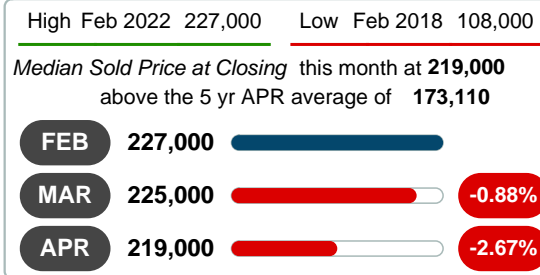 High Feb 2022 227,000 Low Feb 2018 108,000
Median Sold Price at Closing this month at 219,000
above the 5 yr APR average of 173,110
FEB 227,000
MAR 225,000 -0.88%
APR 219,000 -2.67%